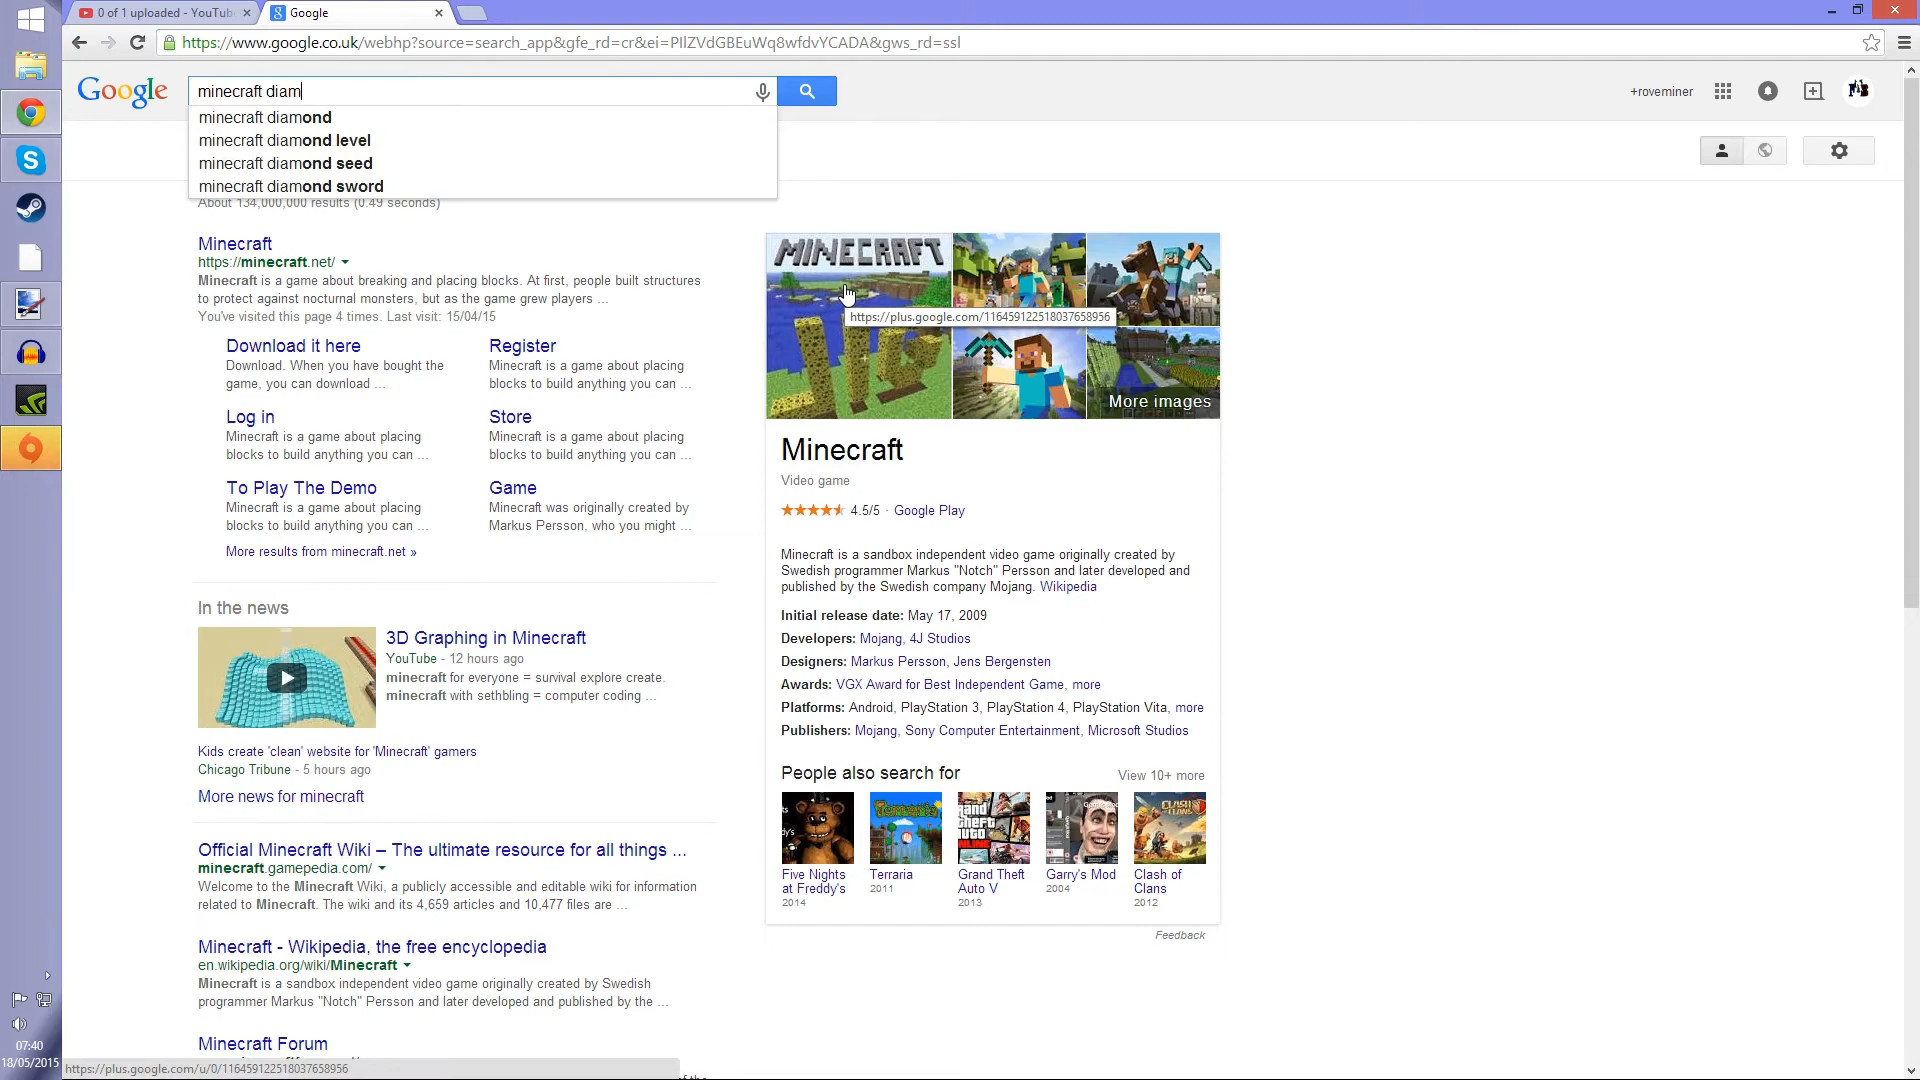 0 of 1 uploaded - YouTub
Google
https://www.google.co.uk/webhp?source=search_app&gfe_rd=cr&ei=PIlZVdGBEuWq8wfdvYCADA&gws_rd=ssl
Google
minecraft diam
+roveminer
minecraft diamond
minecraft diamond level
minecraft diamond seed
minecraft diamond sword
About 134,000,000 results (0.49 seconds)
Minecraft
https://minecraft.net/
Minecraft is a game about breaking and placing blocks. At first, people built structures
to protect against nocturnal monsters, but as the game grew players ...
You've visited this page 4 times. Last visit: 15/04/15
Download it here
Download. When you have bought the
game, you can download ...
Register
Minecraft is a game about placing
blocks to build anything you can ...
Log in
Minecraft is a game about placing
blocks to build anything you can ...
Store
Minecraft is a game about placing
blocks to build anything you can ...
To Play The Demo
Minecraft is a game about placing
blocks to build anything you can ...
Game
Minecraft was originally created by
Markus Persson, who you might ...
More results from minecraft.net »
In the news
3D Graphing in Minecraft
YouTube - 12 hours ago
minecraft for everyone = survival explore create.
minecraft with sethbling = computer coding ...
Kids create 'clean' website for 'Minecraft' gamers
Chicago Tribune - 5 hours ago
More news for minecraft
Official Minecraft Wiki – The ultimate resource for all things ...
minecraft.gamepedia.com/
Welcome to the Minecraft Wiki, a publicly accessible and editable wiki for information
related to Minecraft. The wiki and its 4,659 articles and 10,477 files are ...
Minecraft - Wikipedia, the free encyclopedia
en.wikipedia.org/wiki/Minecraft
Minecraft is a sandbox independent video game originally created by Swedish
programmer Markus "Notch" Persson and later developed and published by the ...
Minecraft Forum
MINECRAFT
https://plus.google.com/116459122518037658956
More images
Minecraft
Video game
4.5/5 · Google Play
Minecraft is a sandbox independent video game originally created by
Swedish programmer Markus "Notch" Persson and later developed and
published by the Swedish company Mojang. Wikipedia
Initial release date: May 17, 2009
Developers: Mojang, 4J Studios
Designers: Markus Persson, Jens Bergensten
Awards: VGX Award for Best Independent Game, more
Platforms: Android, PlayStation 3, PlayStation 4, PlayStation Vita, more
Publishers: Mojang, Sony Computer Entertainment, Microsoft Studios
People also search for
View 10+ more
Five Nights
at Freddy's
2014
Terraria
2011
Grand Theft
Auto V
2013
Garry's Mod
2004
Clash of
Clans
2012
Feedback
07:40
18/05/2015
https://plus.google.com/u/0/116459122518037658956